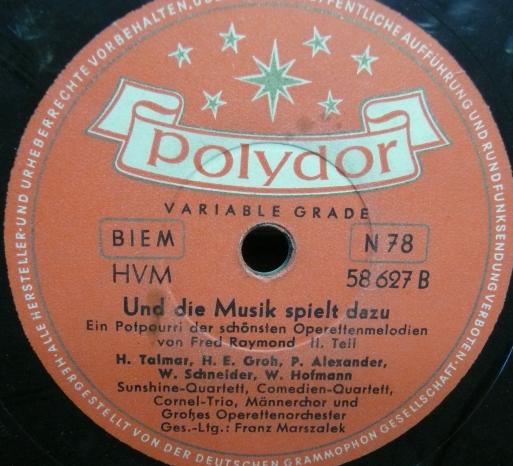 ALLE HERSTELLER- UND URHEBERRECHTE VORBEHALTEN.
ÖFFENTLICHE AUFFÜHRUNG UND RUNDFUNKSENDUNG VERBOTEN
polydor
VARIABLE GRADE
BIEM
N 78
HVM
58 627 B
Und die Musik spielt dazu
Ein Potpourri der schönsten Operettenmelodien
von Fred Raymond II. Teil
H. Talmar, H. E. Groh, P. Alexander,
W. Schneider, W. Hofmann
Sunshine-Quartett, Comedien-Quartett,
Cornel-Trio, Männerchor und
Großes Operettenorchester
Ges.-Ltg.: Franz Marszalek
HERGESTELLT VON DER DEUTSCHEN GRAMMOPHON GESELLSCHAFT